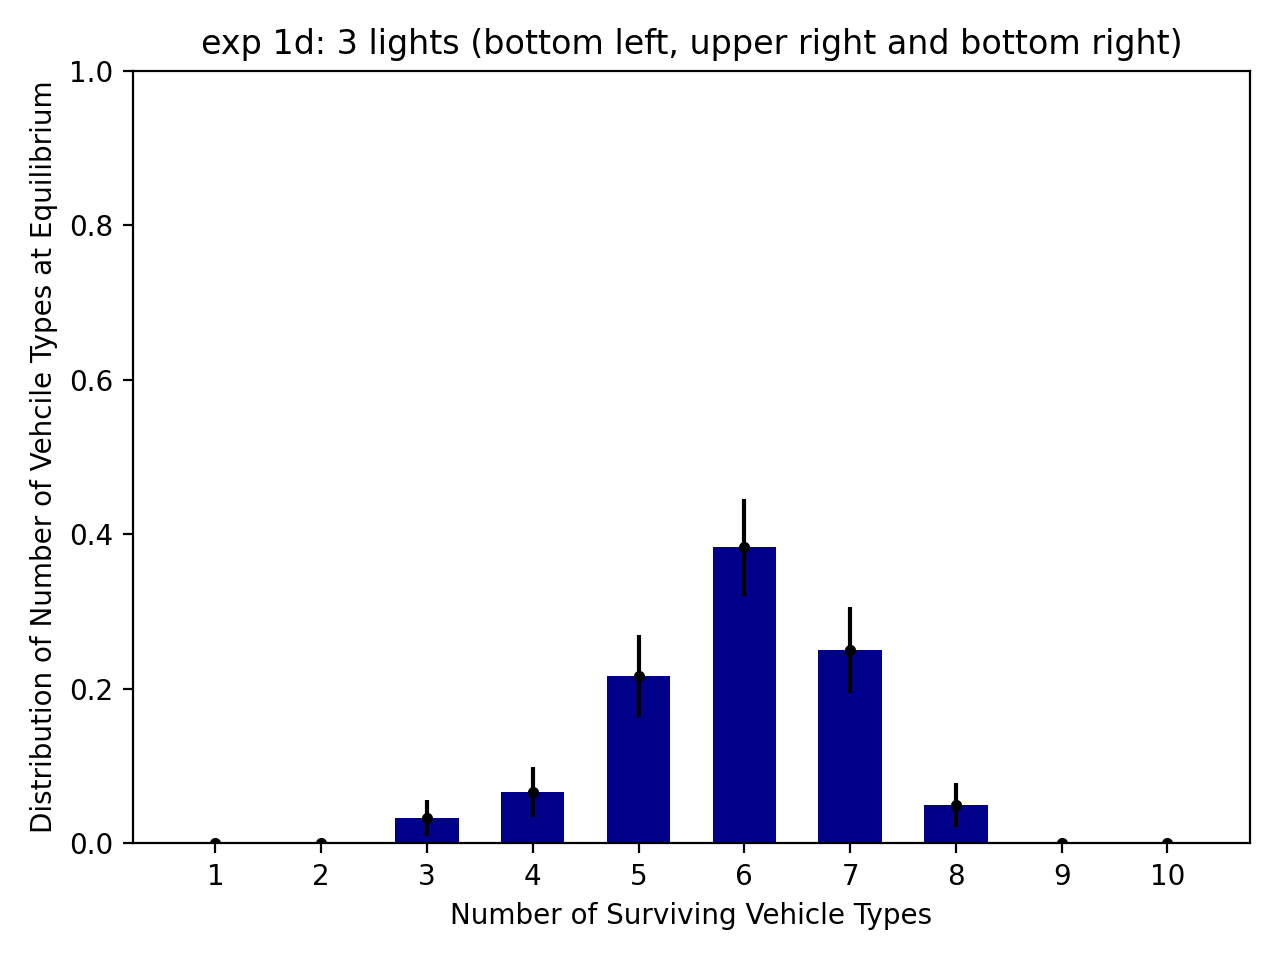 exp 1d: 3 lights (bottom left, upper right and bottom right)
Distribution of Number of Vehcile Types at Equilibrium
1.0
0.8
0.6
0.4
0.2
0.0
1 2 3 4 5 6 7 8 9 10
Number of Surviving Vehicle Types